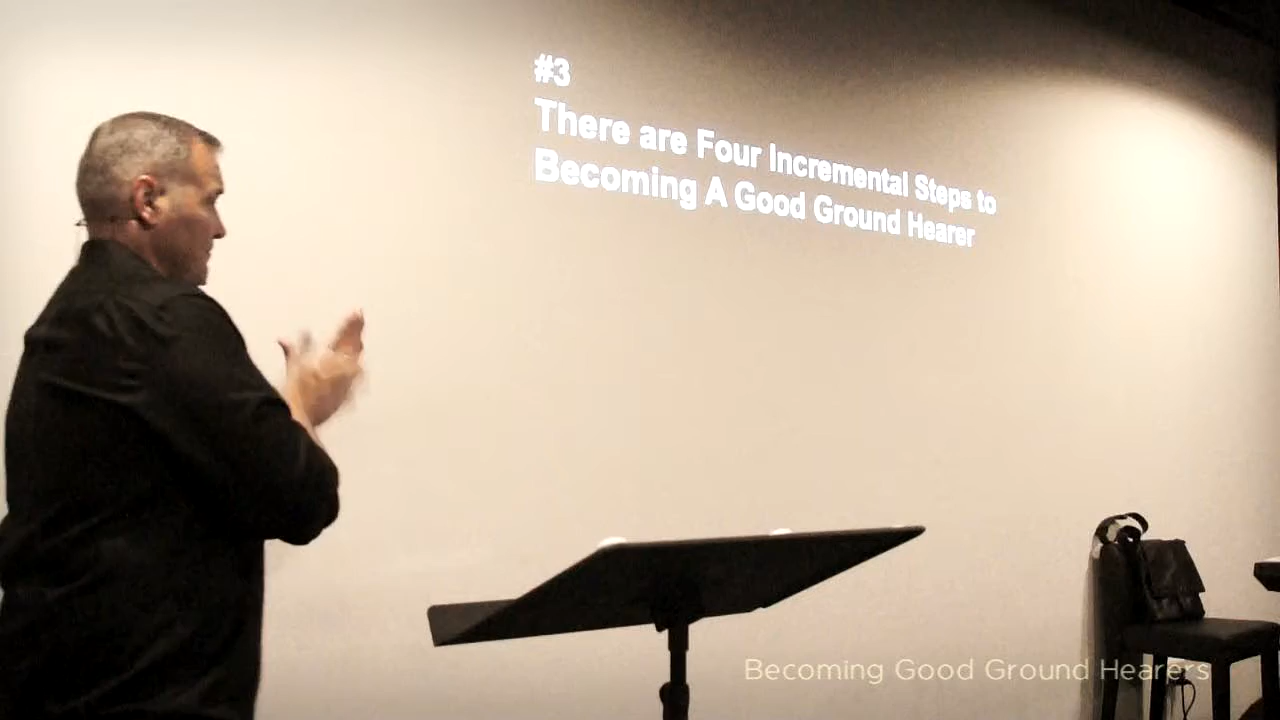 #3
There are Four Incremental Steps to
Becoming A Good Ground Hearer
Becoming Good Ground Hearers